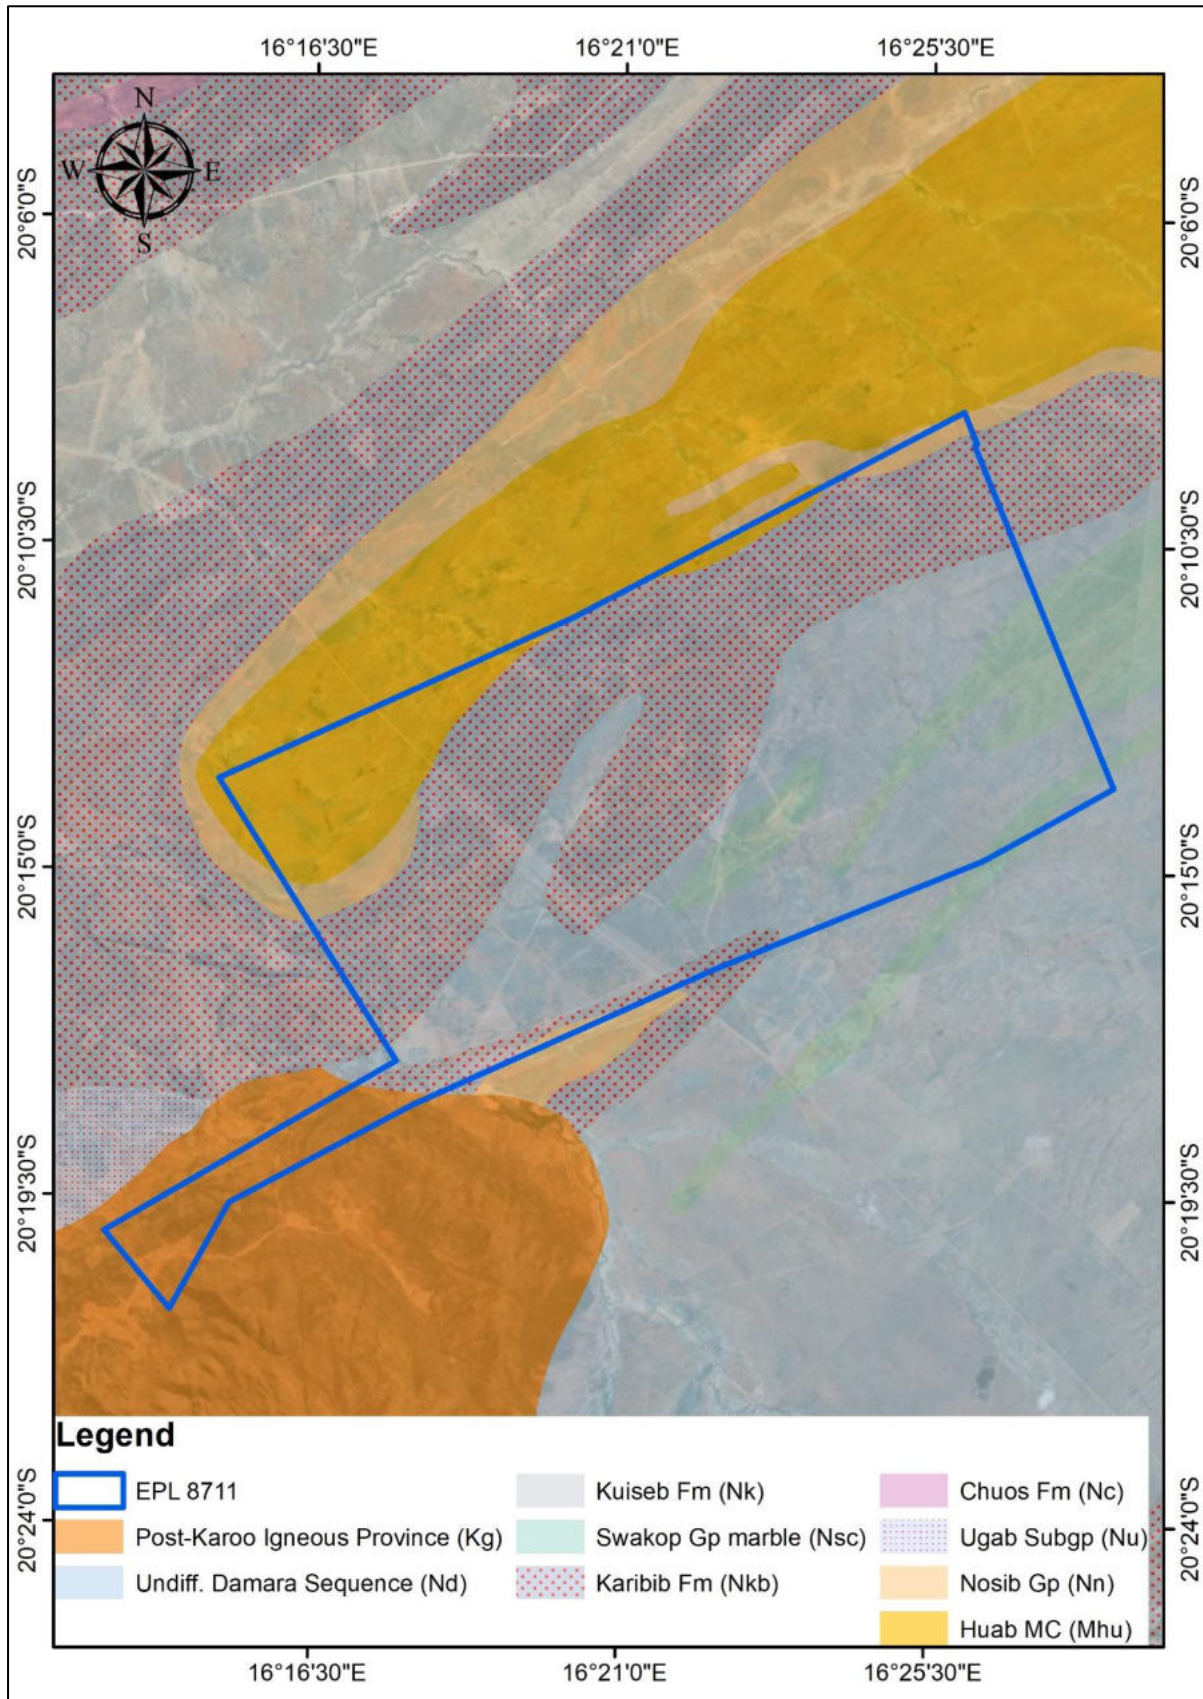 16°16'30"E 16°21'0"E 16°25'30"E
N
W E
S
20°6'0"S 20°6'0"S
20°10'30"S 20°10'30"S
20°15'0"S 20°15'0"S
20°19'30"S 20°19'30"S
20°24'0"S 20°24'0"S
Legend
EPL 8711 Kuiseb Fm (Nk) Chuos Fm (Nc)
Post-Karoo Igneous Province (Kg) Swakop Gp marble (Nsc) Ugab Subgp (Nu)
Undiff. Damara Sequence (Nd) Karibib Fm (Nkb) Nosib Gp (Nn)
Huab MC (Mhu)
16°16'30"E 16°21'0"E 16°25'30"E